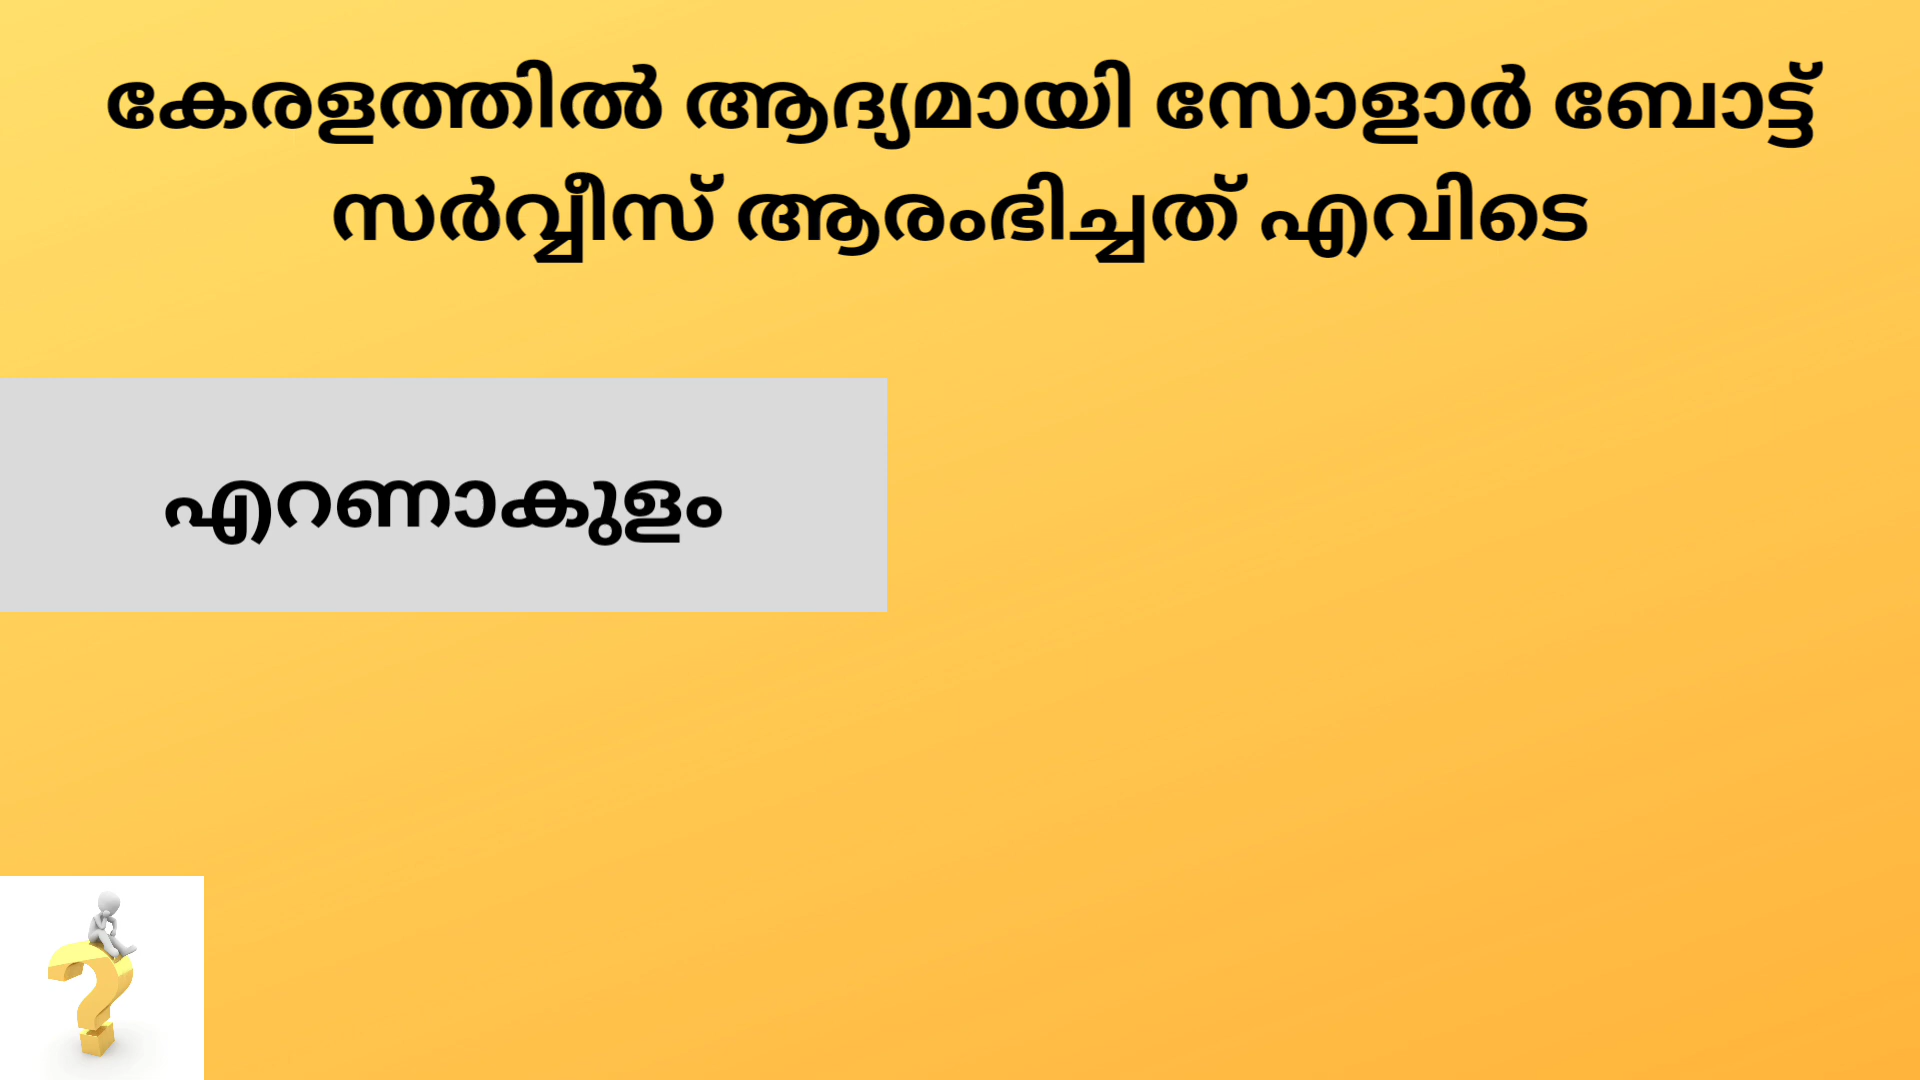 കേരളത്തിൽ ആദ്യമായി സോളാർ ബോട്ട്
സർവ്വീസ് ആരംഭിച്ചത് എവിടെ
എറണാകുളം